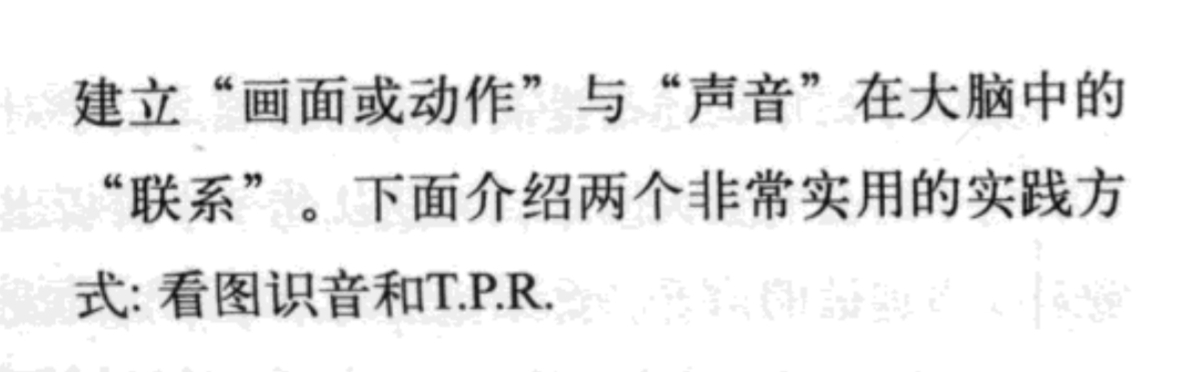 建立“画面或动作”与“声音”在大脑中的
“联系”。下面介绍两个非常实用的实践方
式: 看图识音和T.P.R.